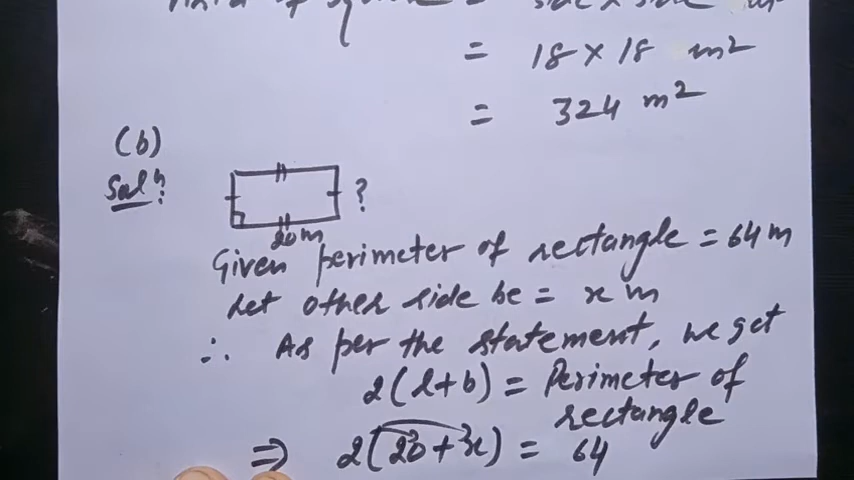 = 18 × 18 m²
= 324 m²
(b)
Solⁿ:
?
20m
Given perimeter of rectangle = 64m
Let other side be = x m
∴ As per the statement, we get
2(l+b) = Perimeter of
rectangle
⇒ 2(20+x) = 64